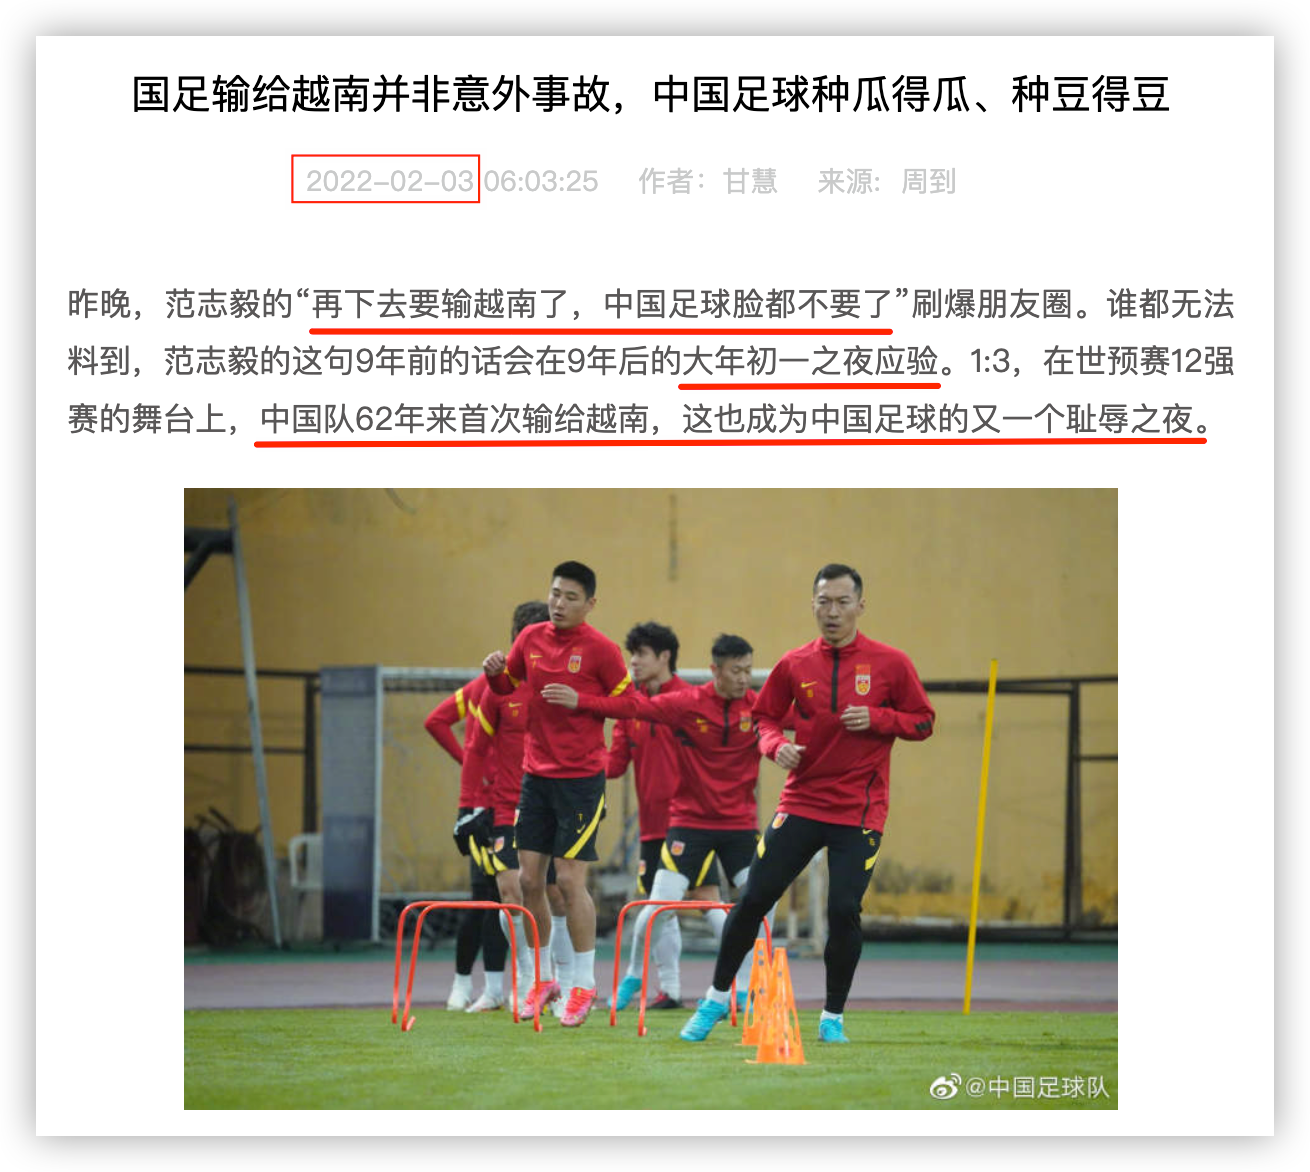 国足输给越南并非意外事故，中国足球种瓜得瓜、种豆得豆
2022-02-03 06:03:25 作者：甘慧 来源: 周到
昨晚，范志毅的“再下去要输越南了，中国足球脸都不要了”刷爆朋友圈。谁都无法
料到，范志毅的这句9年前的话会在9年后的大年初一之夜应验。1:3，在世预赛12强
赛的舞台上，中国队62年来首次输给越南，这也成为中国足球的又一个耻辱之夜。
@中国足球队